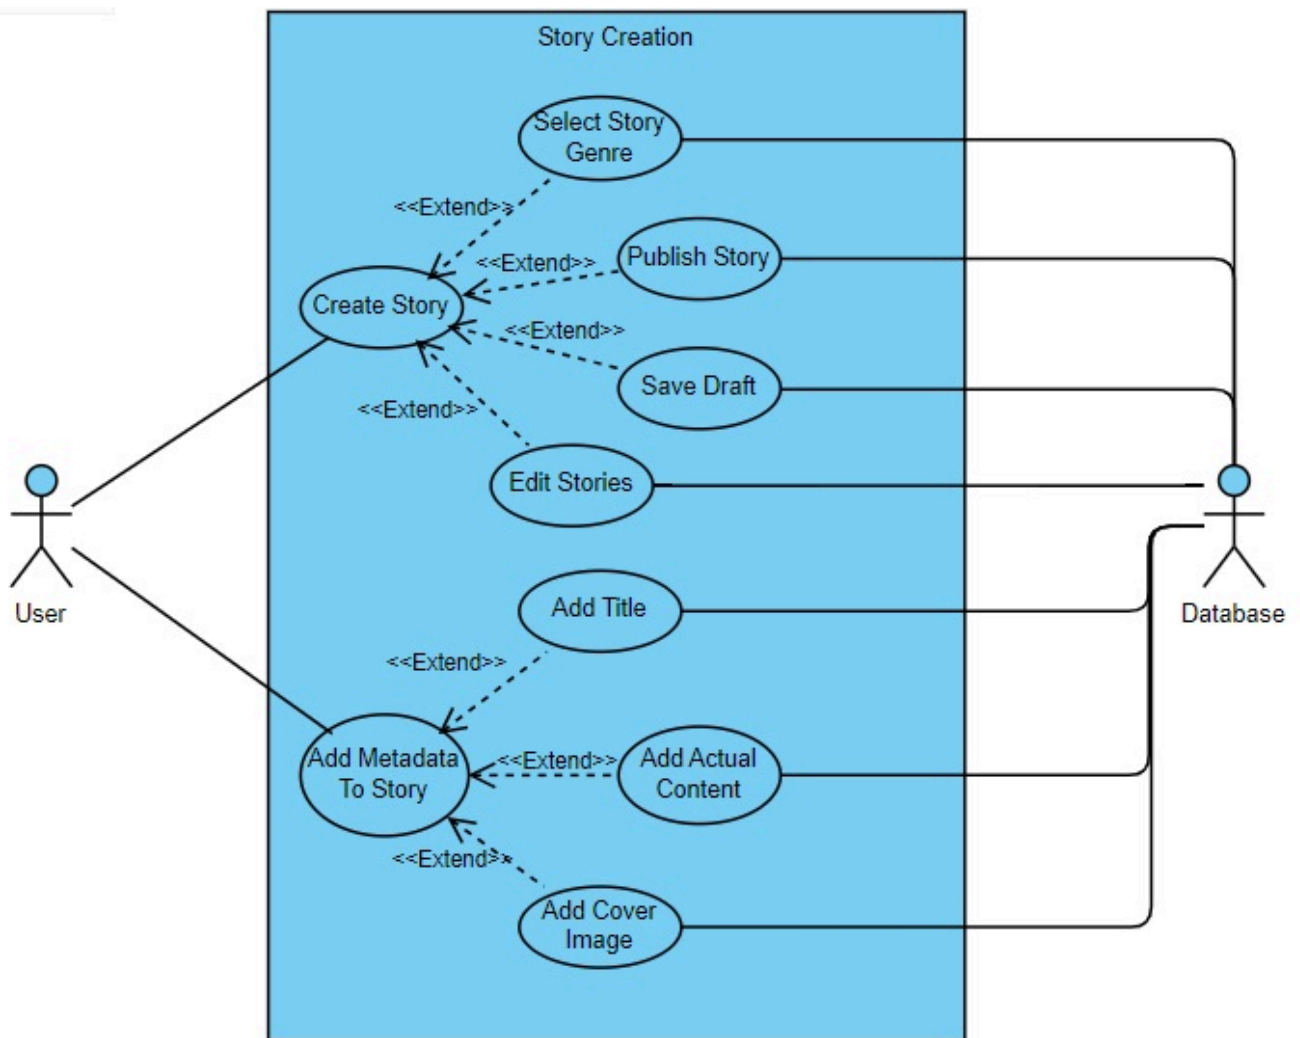 Story Creation
Select Story
Genre
<<Extend>>
Publish Story
<<Extend>>
Create Story
<<Extend>>
Save Draft
<<Extend>>
Edit Stories
User
Database
Add Title
<<Extend>>
Add Metadata
To Story
<<Extend>>
Add Actual
Content
<<Extend>>
Add Cover
Image